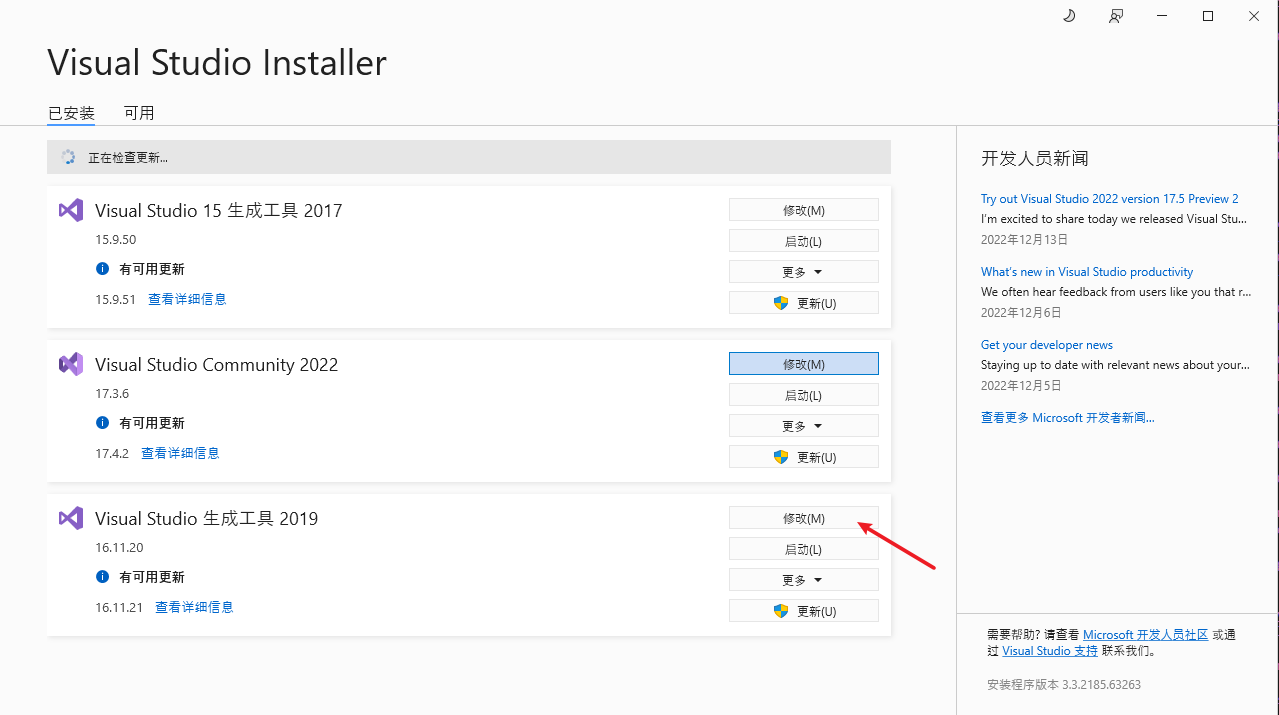 Visual Studio Installer
已安装 可用
正在检查更新...
Visual Studio 15 生成工具 2017
15.9.50
有可用更新
15.9.51 查看详细信息
修改(M)
启动(L)
更多
更新(U)
Visual Studio Community 2022
17.3.6
有可用更新
17.4.2 查看详细信息
修改(M)
启动(L)
更多
更新(U)
Visual Studio 生成工具 2019
16.11.20
有可用更新
16.11.21 查看详细信息
修改(M)
启动(L)
更多
更新(U)
开发人员新闻
Try out Visual Studio 2022 version 17.5 Preview 2
I'm excited to share today we released Visual Stu...
2022年12月13日
What's new in Visual Studio productivity
We often hear feedback from users like you that r...
2022年12月6日
Get your developer news
Staying up to date with relevant news about your...
2022年12月5日
查看更多 Microsoft 开发者新闻...
需要帮助? 请查看 Microsoft 开发人员社区 或通
过 Visual Studio 支持 联系我们。
安装程序版本 3.3.2185.63263